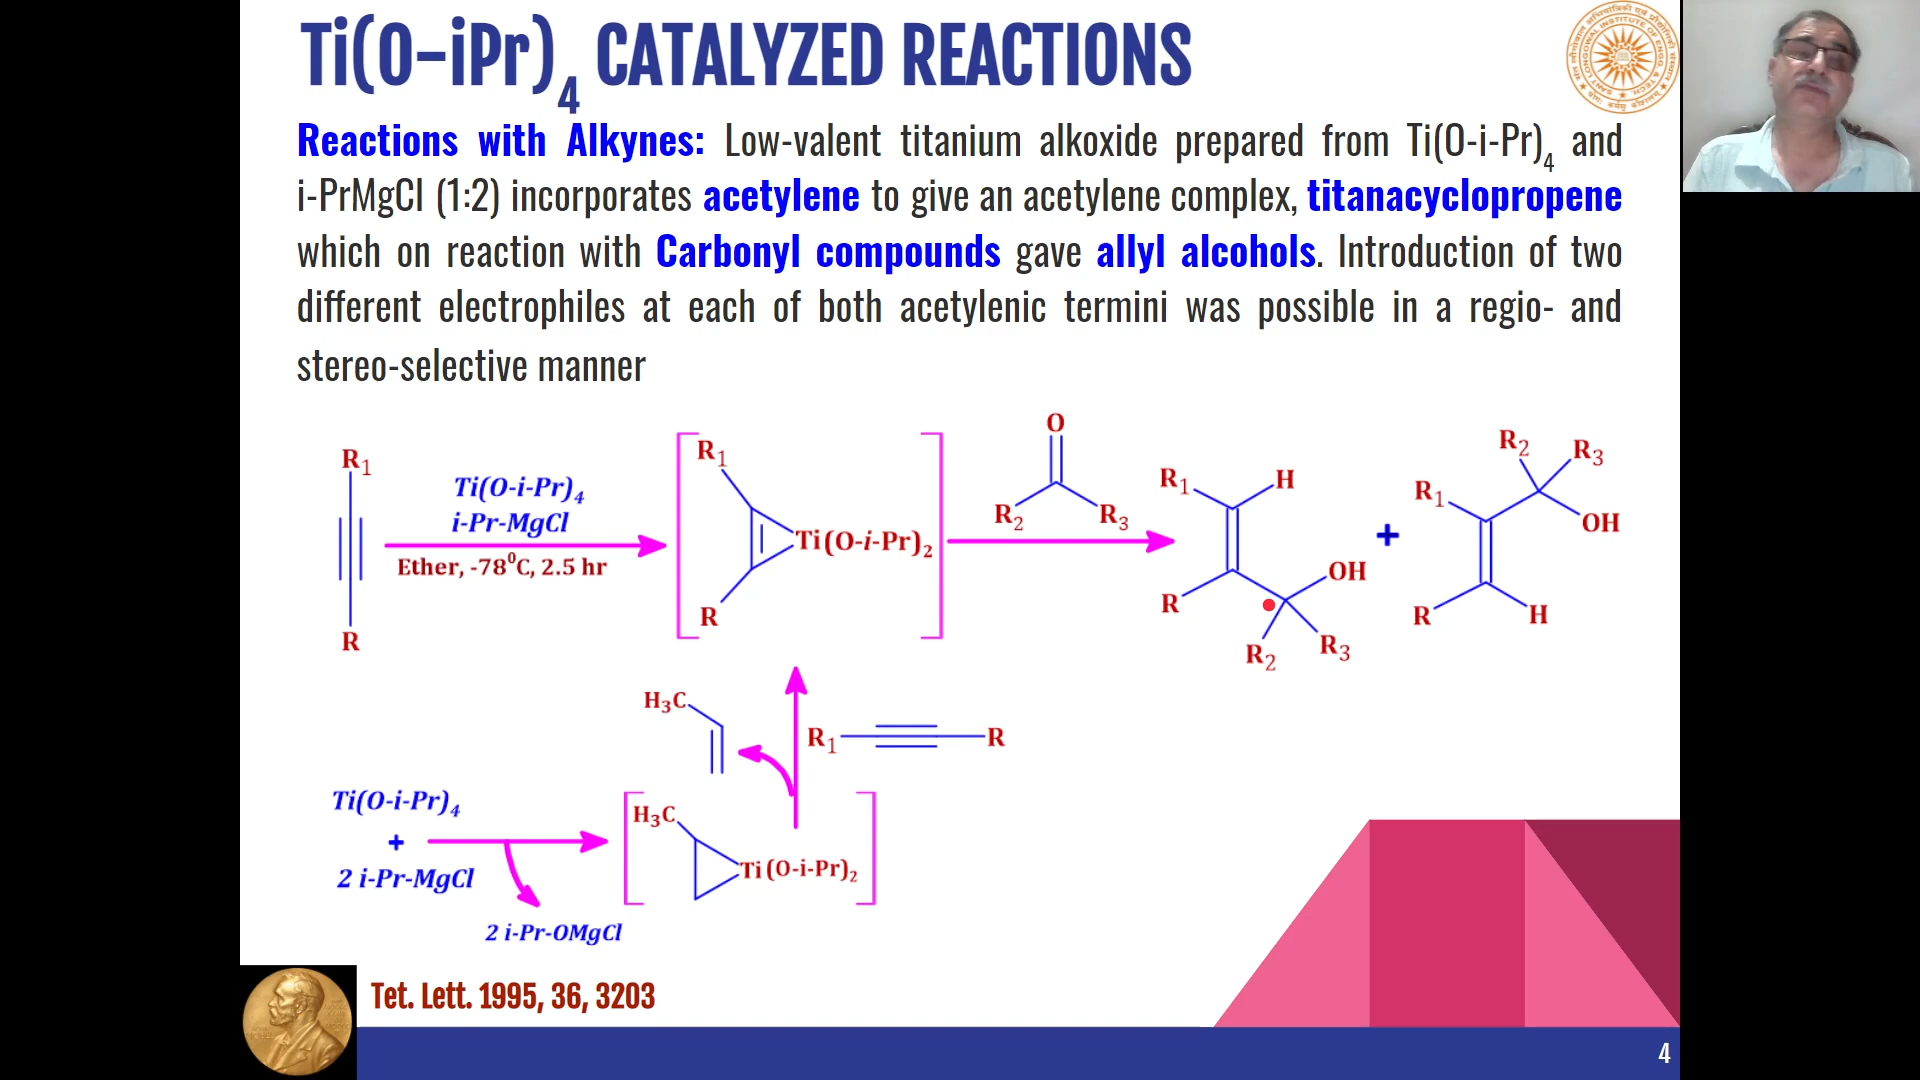 Ti(O-iPr)4 CATALYZED REACTIONS
Reactions with Alkynes: Low-valent titanium alkoxide prepared from Ti(O-i-Pr)4 and
i-PrMgCl (1:2) incorporates acetylene to give an acetylene complex, titanacyclopropene
which on reaction with Carbonyl compounds gave allyl alcohols. Introduction of two
different electrophiles at each of both acetylenic termini was possible in a regio- and
stereo-selective manner
R1
R
Ti(O-i-Pr)4
i-Pr-MgCl
Ether, -78⁰C, 2.5 hr
R1
Ti(O-i-Pr)2
R
O
R2
R3
R1
H
R
OH
R2
R3
+
R2
R3
R1
OH
R
H
H3C
R1
R
Ti(O-i-Pr)4
+
2 i-Pr-MgCl
2 i-Pr-OMgCl
H3C
Ti(O-i-Pr)2
Tet. Lett. 1995, 36, 3203
4